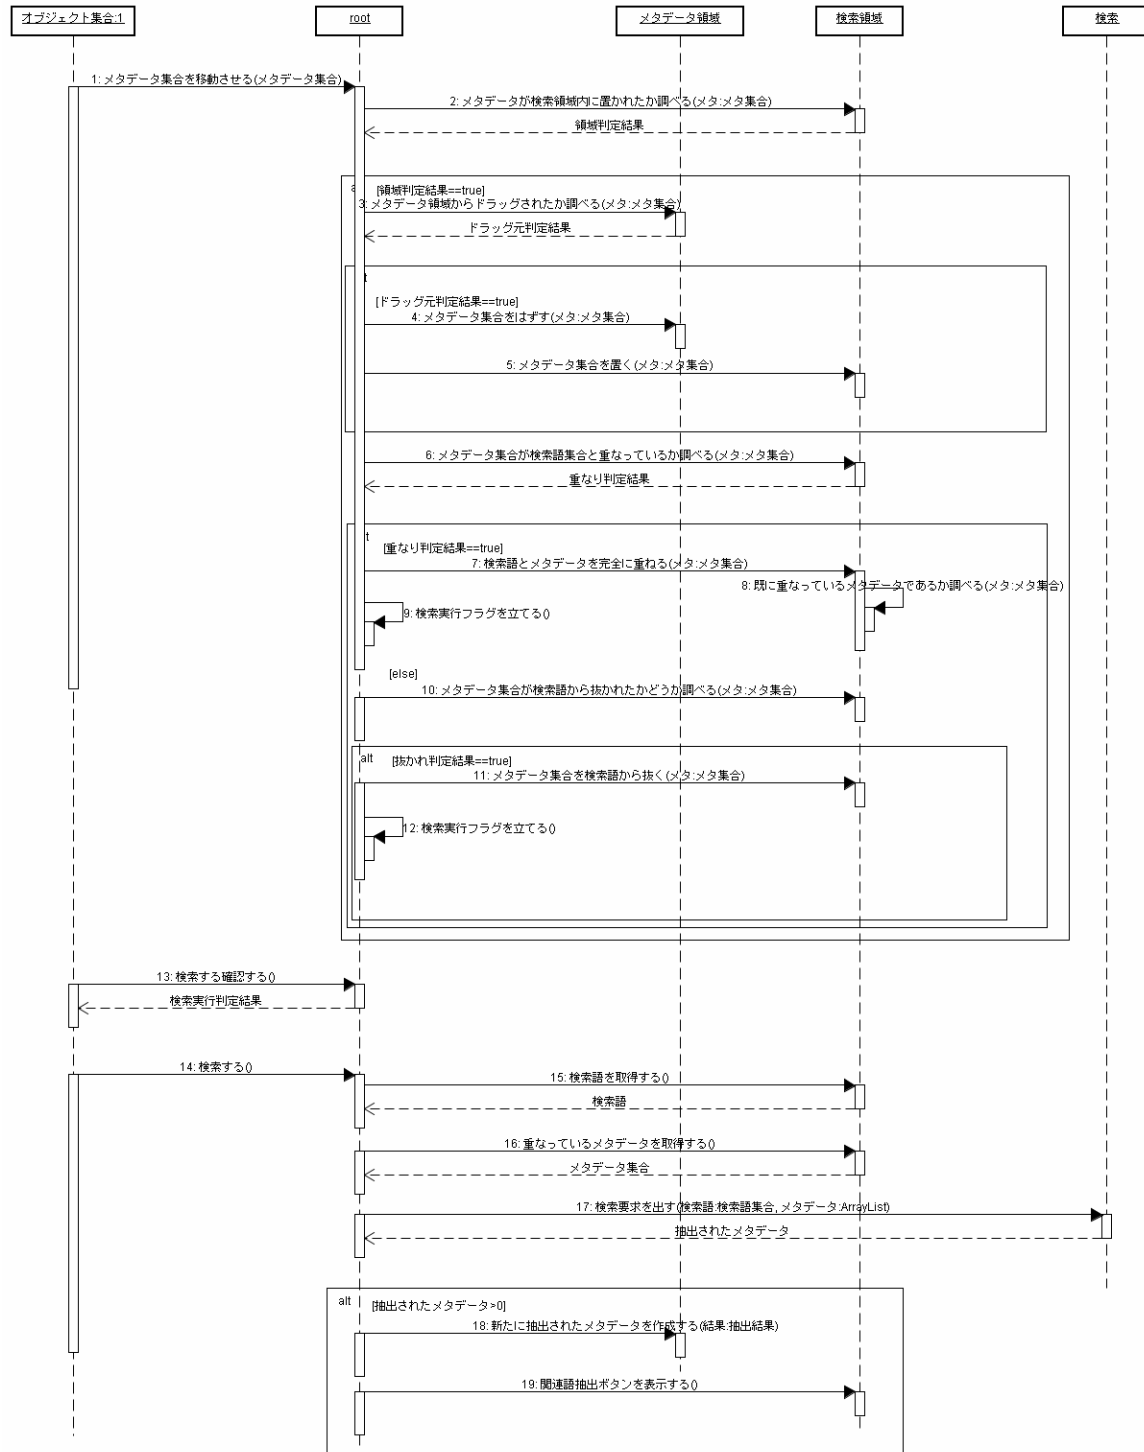 オブジェクト集合:1
root
メタデータ領域
検索領域
検索
1: メタデータ集合を移動させる(メタデータ集合)
2: メタデータが検索領域内に置かれたか調べる(メタ:メタ集合)
領域判定結果
[領域判定結果==true]
3: メタデータ領域からドラッグされたか調べる(メタ:メタ集合)
ドラッグ元判定結果
t
[ドラッグ元判定結果==true]
4: メタデータ集合をはずす(メタ:メタ集合)
5: メタデータ集合を置く(メタ:メタ集合)
6: メタデータ集合が検索語集合と重なっているか調べる(メタ:メタ集合)
重なり判定結果
t
[重なり判定結果==true]
7: 検索語とメタデータを完全に重ねる(メタ:メタ集合)
8: 既に重なっているメタデータであるか調べる(メタ:メタ集合)
9: 検索実行フラグを立てる()
[else]
10: メタデータ集合が検索語から抜かれたかどうか調べる(メタ:メタ集合)
alt
[抜かれ判定結果==true]
11: メタデータ集合を検索語から抜く(メタ:メタ集合)
12: 検索実行フラグを立てる()
13: 検索する確認する()
検索実行判定結果
14: 検索する()
15: 検索語を取得する()
検索語
16: 重なっているメタデータを取得する()
メタデータ集合
17: 検索要求を出す(検索語:検索語集合, メタデータ:ArrayList)
抽出されたメタデータ
alt
[抽出されたメタデータ>0]
18: 新たに抽出されたメタデータを作成する(結果:抽出結果)
19: 関連語抽出ボタンを表示する()